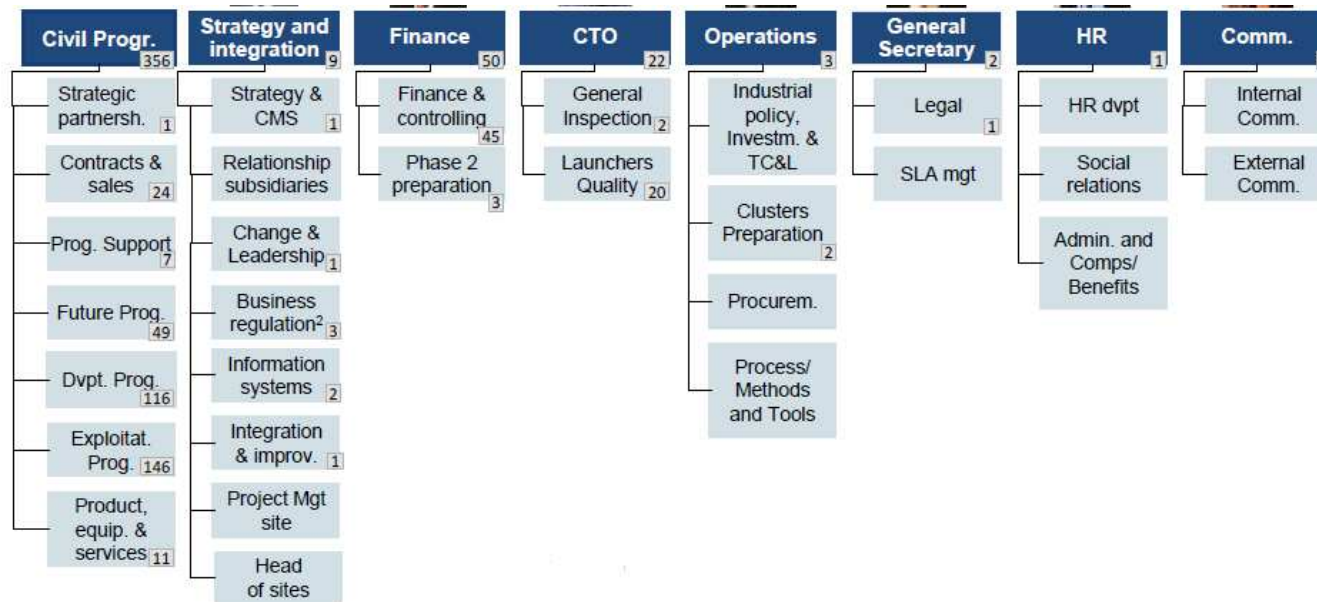 Civil Progr.
356
Strategic
partnersh.
1
Contracts &
sales
24
Prog. Support
7
Future Prog.
49
Dvpt. Prog.
116
Exploitat.
Prog.
146
Product,
equip. &
services
11
Strategy and
integration
9
Strategy &
CMS
1
Relationship
subsidiaries
Change &
Leadership
1
Business
regulation²
3
Information
systems
2
Integration
& improv.
1
Project Mgt
site
Head
of sites
Finance
50
Finance &
controlling
45
Phase 2
preparation
3
CTO
22
General
Inspection
2
Launchers
Quality
20
Operations
3
Industrial
policy,
Investm. &
TC&L
Clusters
Preparation
2
Procurem.
Process/
Methods
and Tools
General
Secretary
2
Legal
1
SLA mgt
HR
1
HR dvpt
Social
relations
Admin. and
Comps/
Benefits
Comm.
Internal
Comm.
External
Comm.